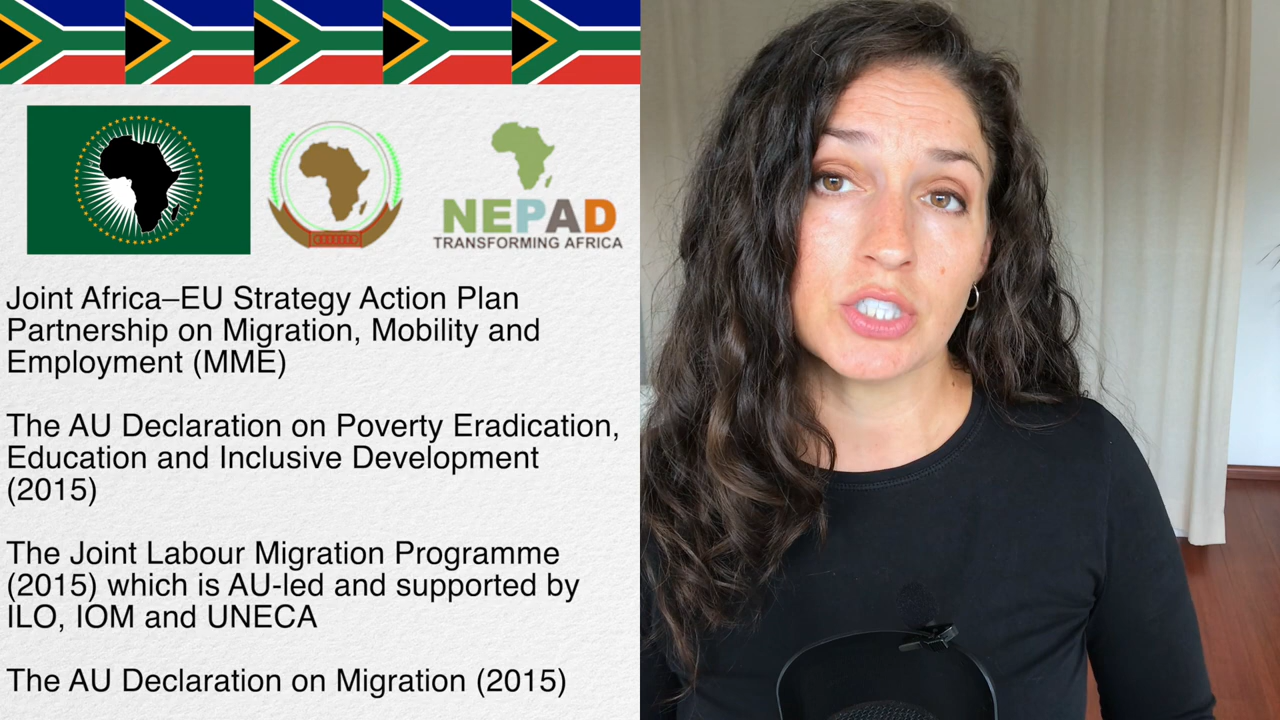 NEPAD
TRANSFORMING AFRICA
Joint Africa–EU Strategy Action Plan
Partnership on Migration, Mobility and
Employment (MME)
The AU Declaration on Poverty Eradication,
Education and Inclusive Development
(2015)
The Joint Labour Migration Programme
(2015) which is AU-led and supported by
ILO, IOM and UNECA
The AU Declaration on Migration (2015)